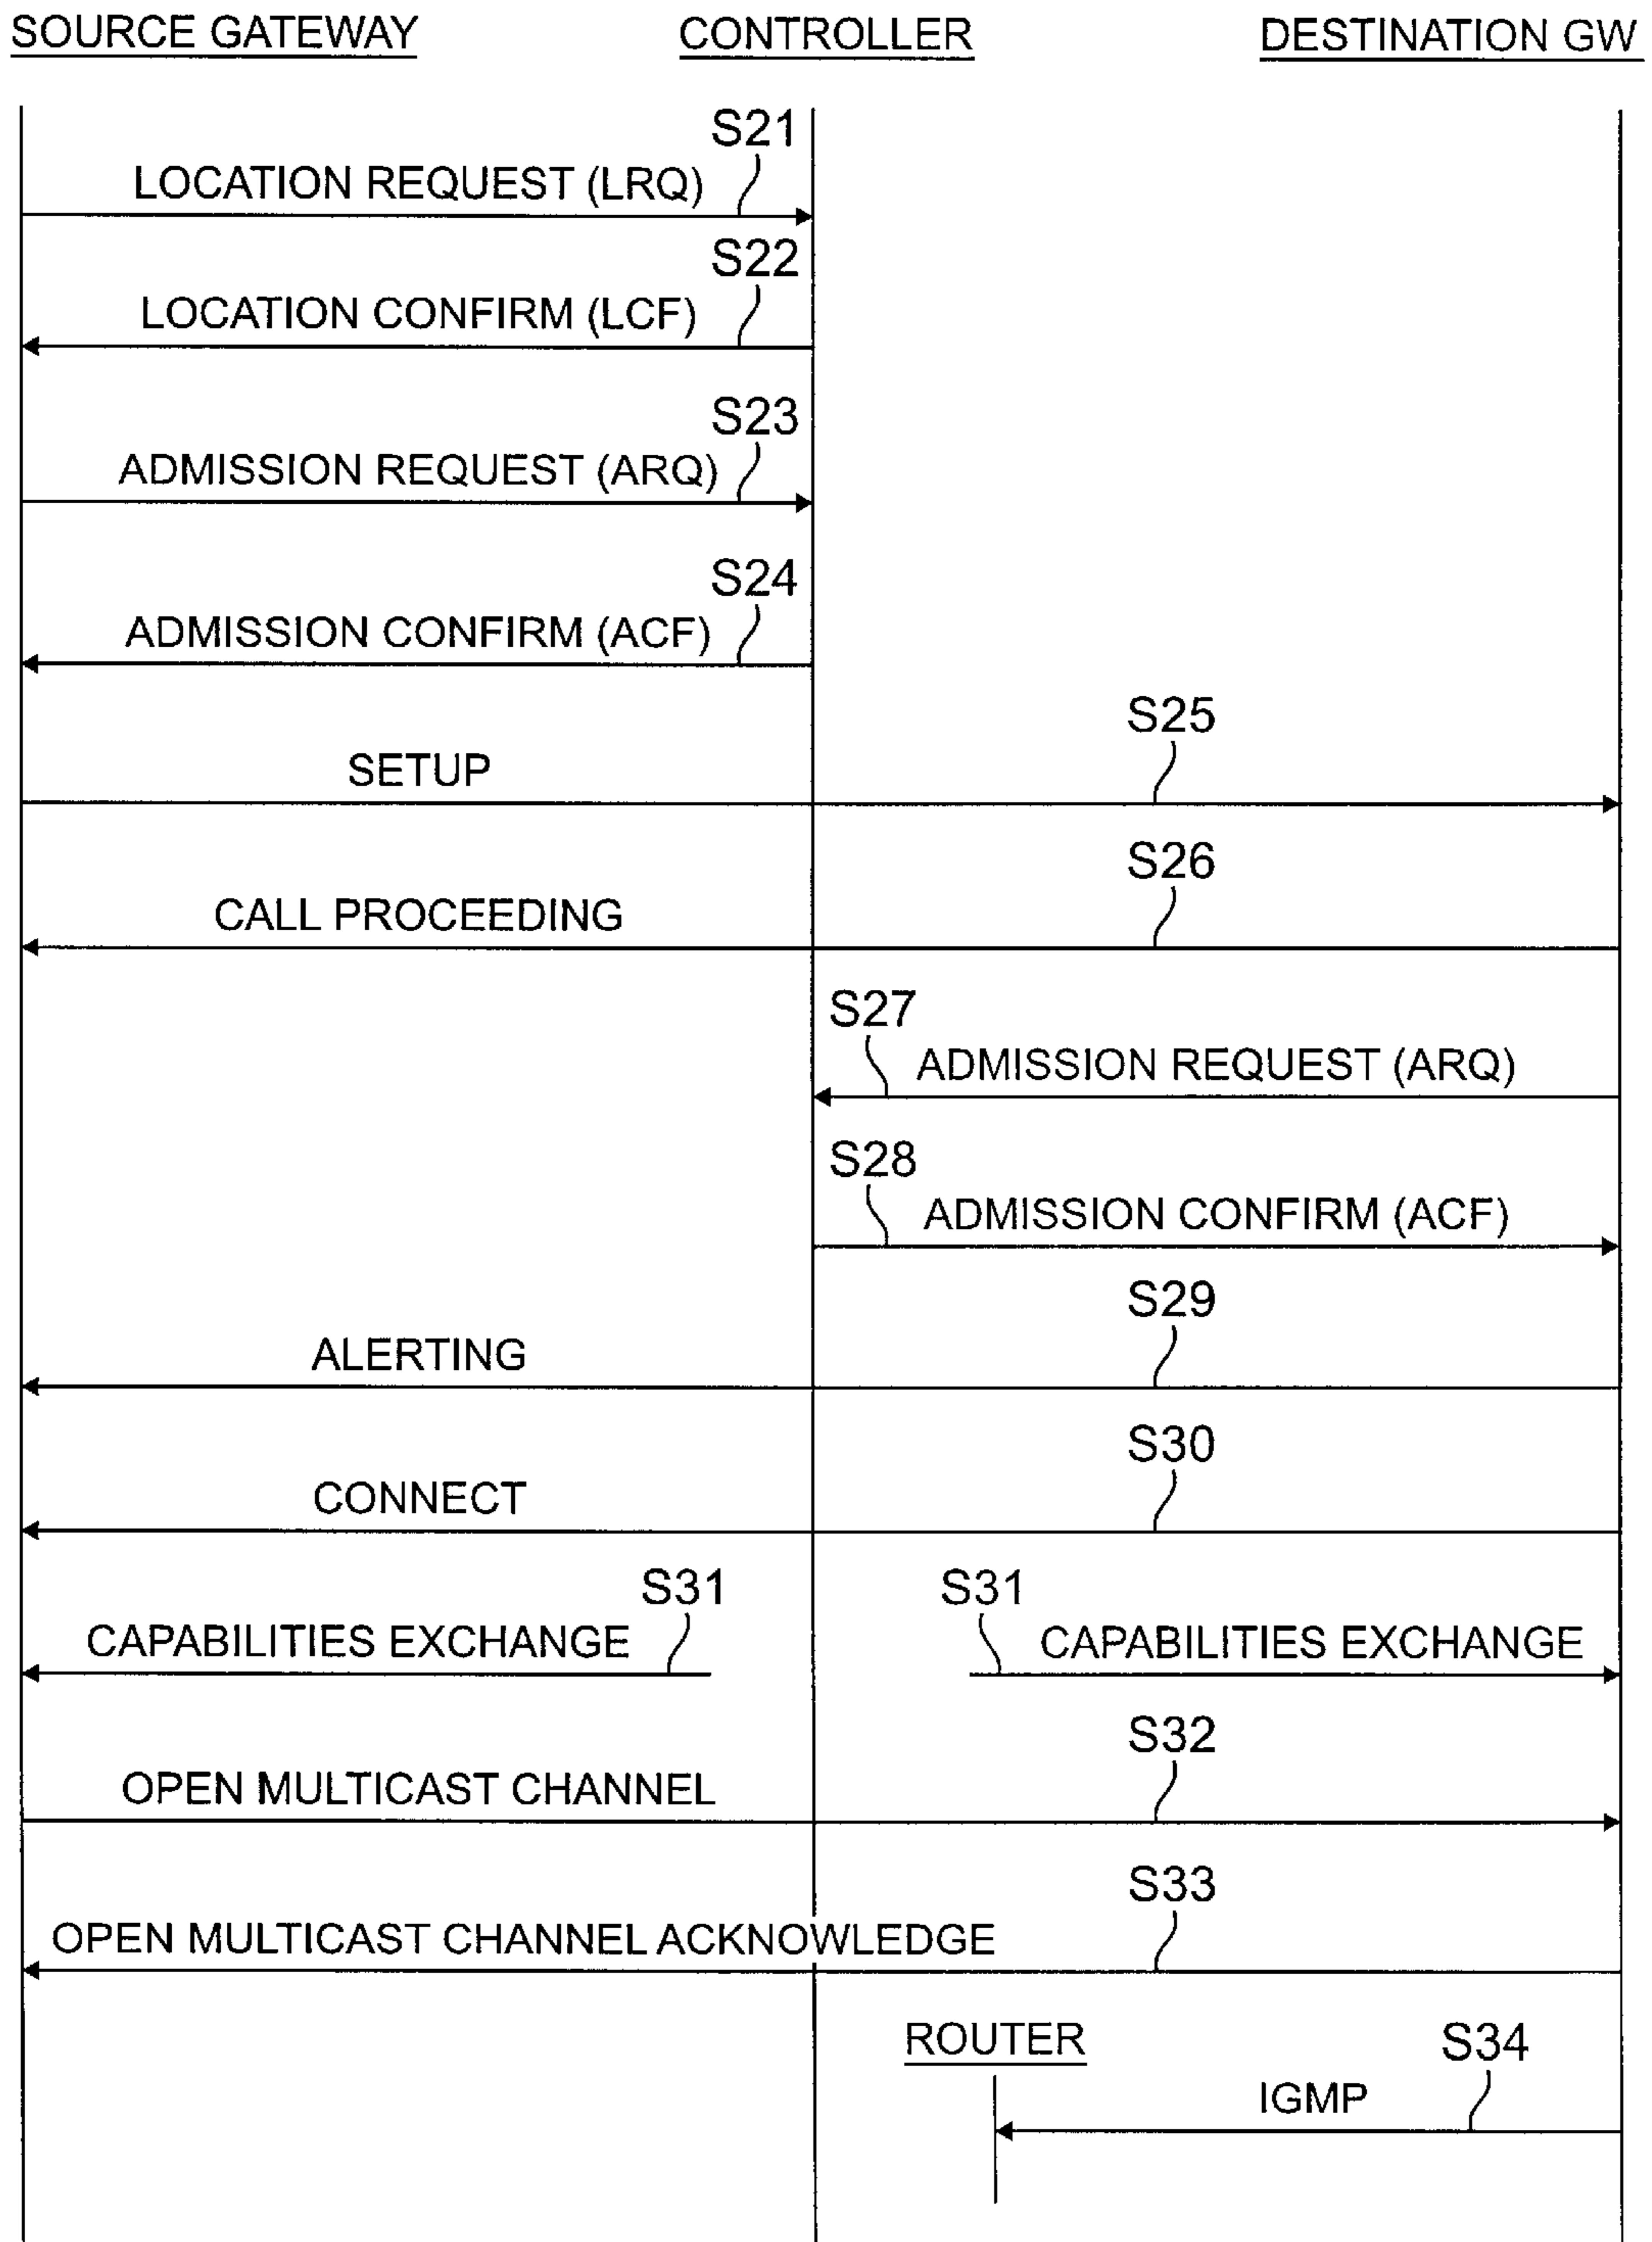 SOURCE GATEWAY CONTROLLER DESTINATION GW
S21
LOCATION REQUEST (LRQ)
S22
LOCATION CONFIRM (LCF)
S23
ADMISSION REQUEST (ARQ)
S24
ADMISSION CONFIRM (ACF)
S25
SETUP
S26
CALL PROCEEDING
S27
ADMISSION REQUEST (ARQ)
S28
ADMISSION CONFIRM (ACF)
S29
ALERTING
S30
CONNECT
S31 S31
CAPABILITIES EXCHANGE CAPABILITIES EXCHANGE
S32
OPEN MULTICAST CHANNEL
S33
OPEN MULTICAST CHANNEL ACKNOWLEDGE
ROUTER S34
IGMP